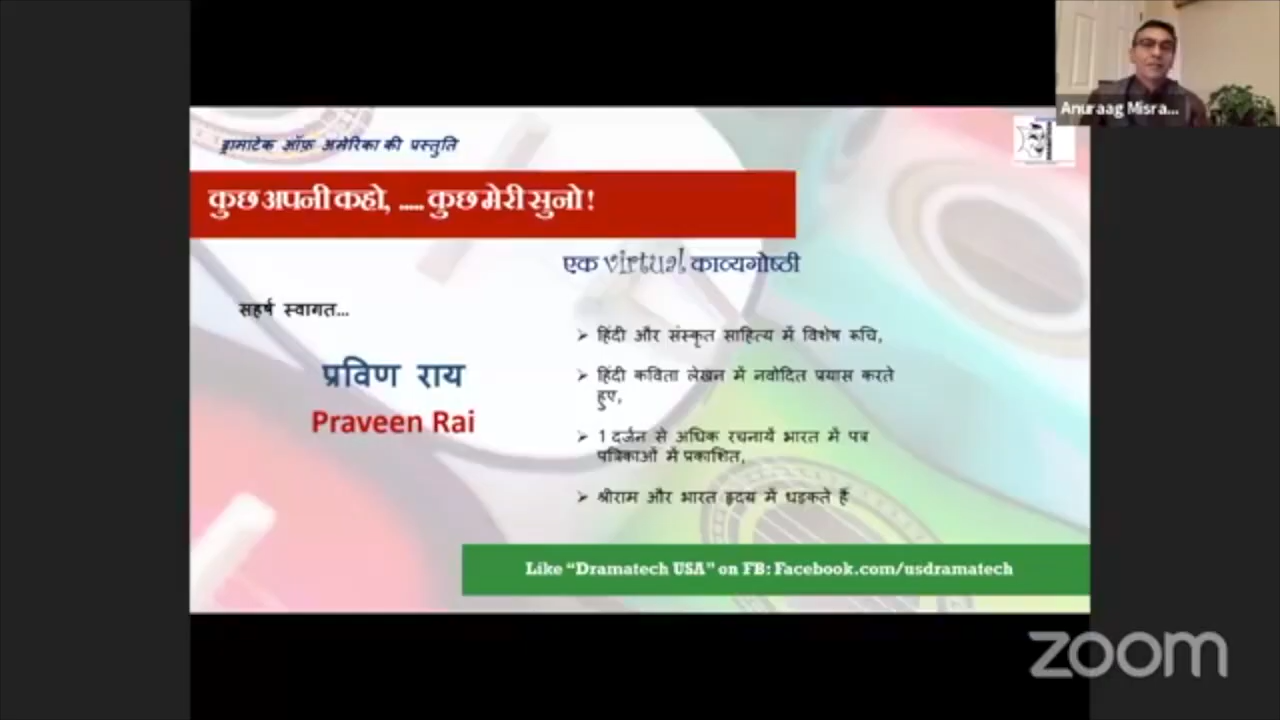 Anuraag Misra...
ड्रामाटेक ऑफ़ अमेरिका की प्रस्तुति
कुछ अपनी कहो, ..... कुछ मेरी सुनो!
एक virtual काव्यगोष्ठी
सहर्ष स्वागत...
प्रविण राय
Praveen Rai
➢ हिंदी और संस्कृत साहित्य में विशेष रूचि,
➢ हिंदी कविता लेखन में नवोदित प्रयास करते
हुए,
➢ 1 दर्जन से अधिक रचनायें भारत में पत्र
पत्रिकाओं में प्रकाशित,
➢ श्रीराम और भारत हृदय में धड़कते हैं
Like “Dramatech USA” on FB: Facebook.com/usdramatech
zoom